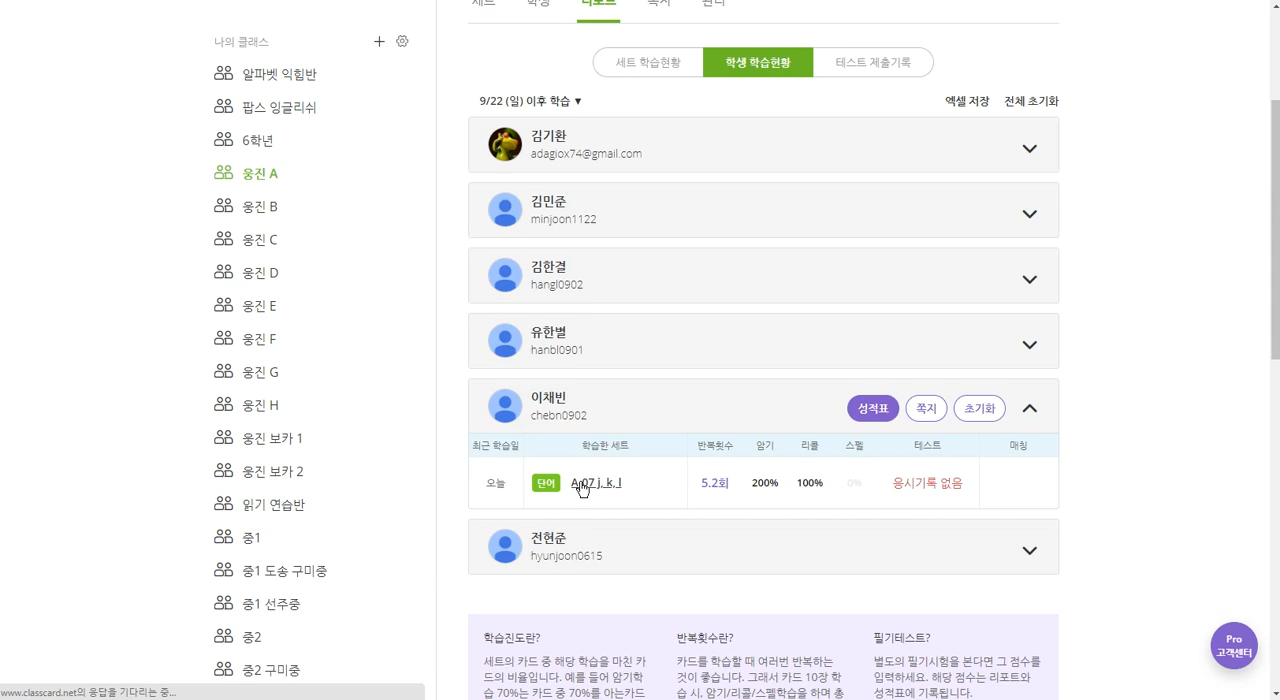 세트 학생 리포트 쪽지 관리
나의 클래스
알파벳 익힘반
팝스 잉글리쉬
6학년
웅진 A
웅진 B
웅진 C
웅진 D
웅진 E
웅진 F
웅진 G
웅진 H
웅진 보카 1
웅진 보카 2
읽기 연습반
중1
중1 도송 구미중
중1 선주중
중2
중2 구미중
www.classcard.net의 응답을 기다리는 중...
세트 학습현황 학생 학습현황 테스트 제출기록
9/22 (일) 이후 학습 ▼ 엑셀 저장 전체 초기화
김기환
adagiox74@gmail.com
김민준
minjoon1122
김한결
hangl0902
유한별
hanbl0901
이채빈
chebn0902
성적표 쪽지 초기화
최근 학습일 학습한 세트 반복횟수 암기 리콜 스펠 테스트 매칭
오늘 단어 A 07 j, k, l 5.2회 200% 100% 0% 응시기록 없음
전현준
hyunjoon0615
학습진도란?
세트의 카드 중 해당 학습을 마친 카
드의 비율입니다. 예를 들어 암기학
습 70%는 카드 중 70%를 아는카드
반복횟수란?
카드를 학습할 때 여러번 반복하는
것이 좋습니다. 그래서 카드 10장 학
습 시, 암기/리콜/스펠학습을 하며 총
필기테스트?
별도의 필기시험을 본다면 그 점수를
입력하세요. 해당 점수는 리포트와
성적표에 기록됩니다.
Pro
고객센터